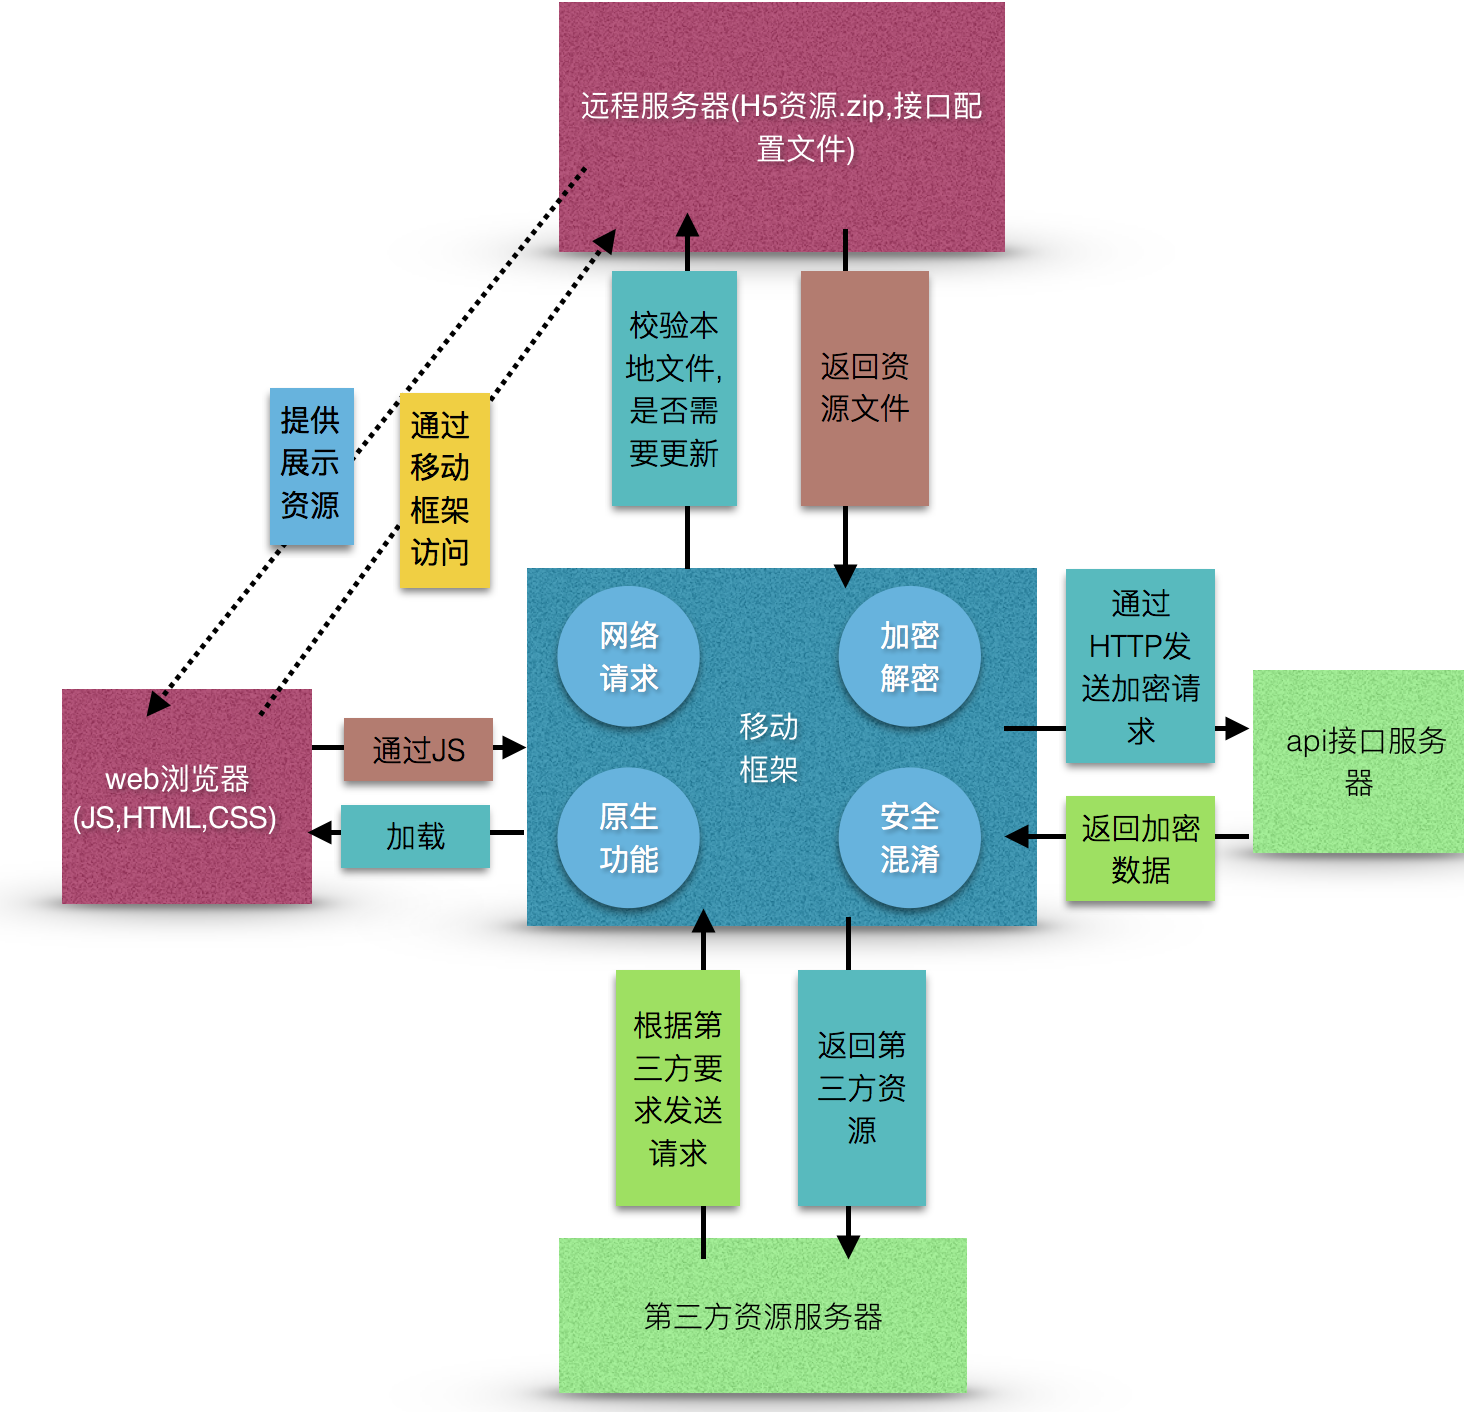 远程服务器(H5资源.zip,接口配
置文件)
校验本
地文件,
是否需
要更新
返回资
源文件
提供
展示
资源
通过
移动
框架
访问
网络
请求
加密
解密
移动
框架
原生
功能
安全
混淆
通过
HTTP发
送加密请
求
api接口服务
器
返回加密
数据
web浏览器
(JS,HTML,CSS)
通过JS
加载
根据第
三方要
求发送
请求
返回第
三方资
源
第三方资源服务器